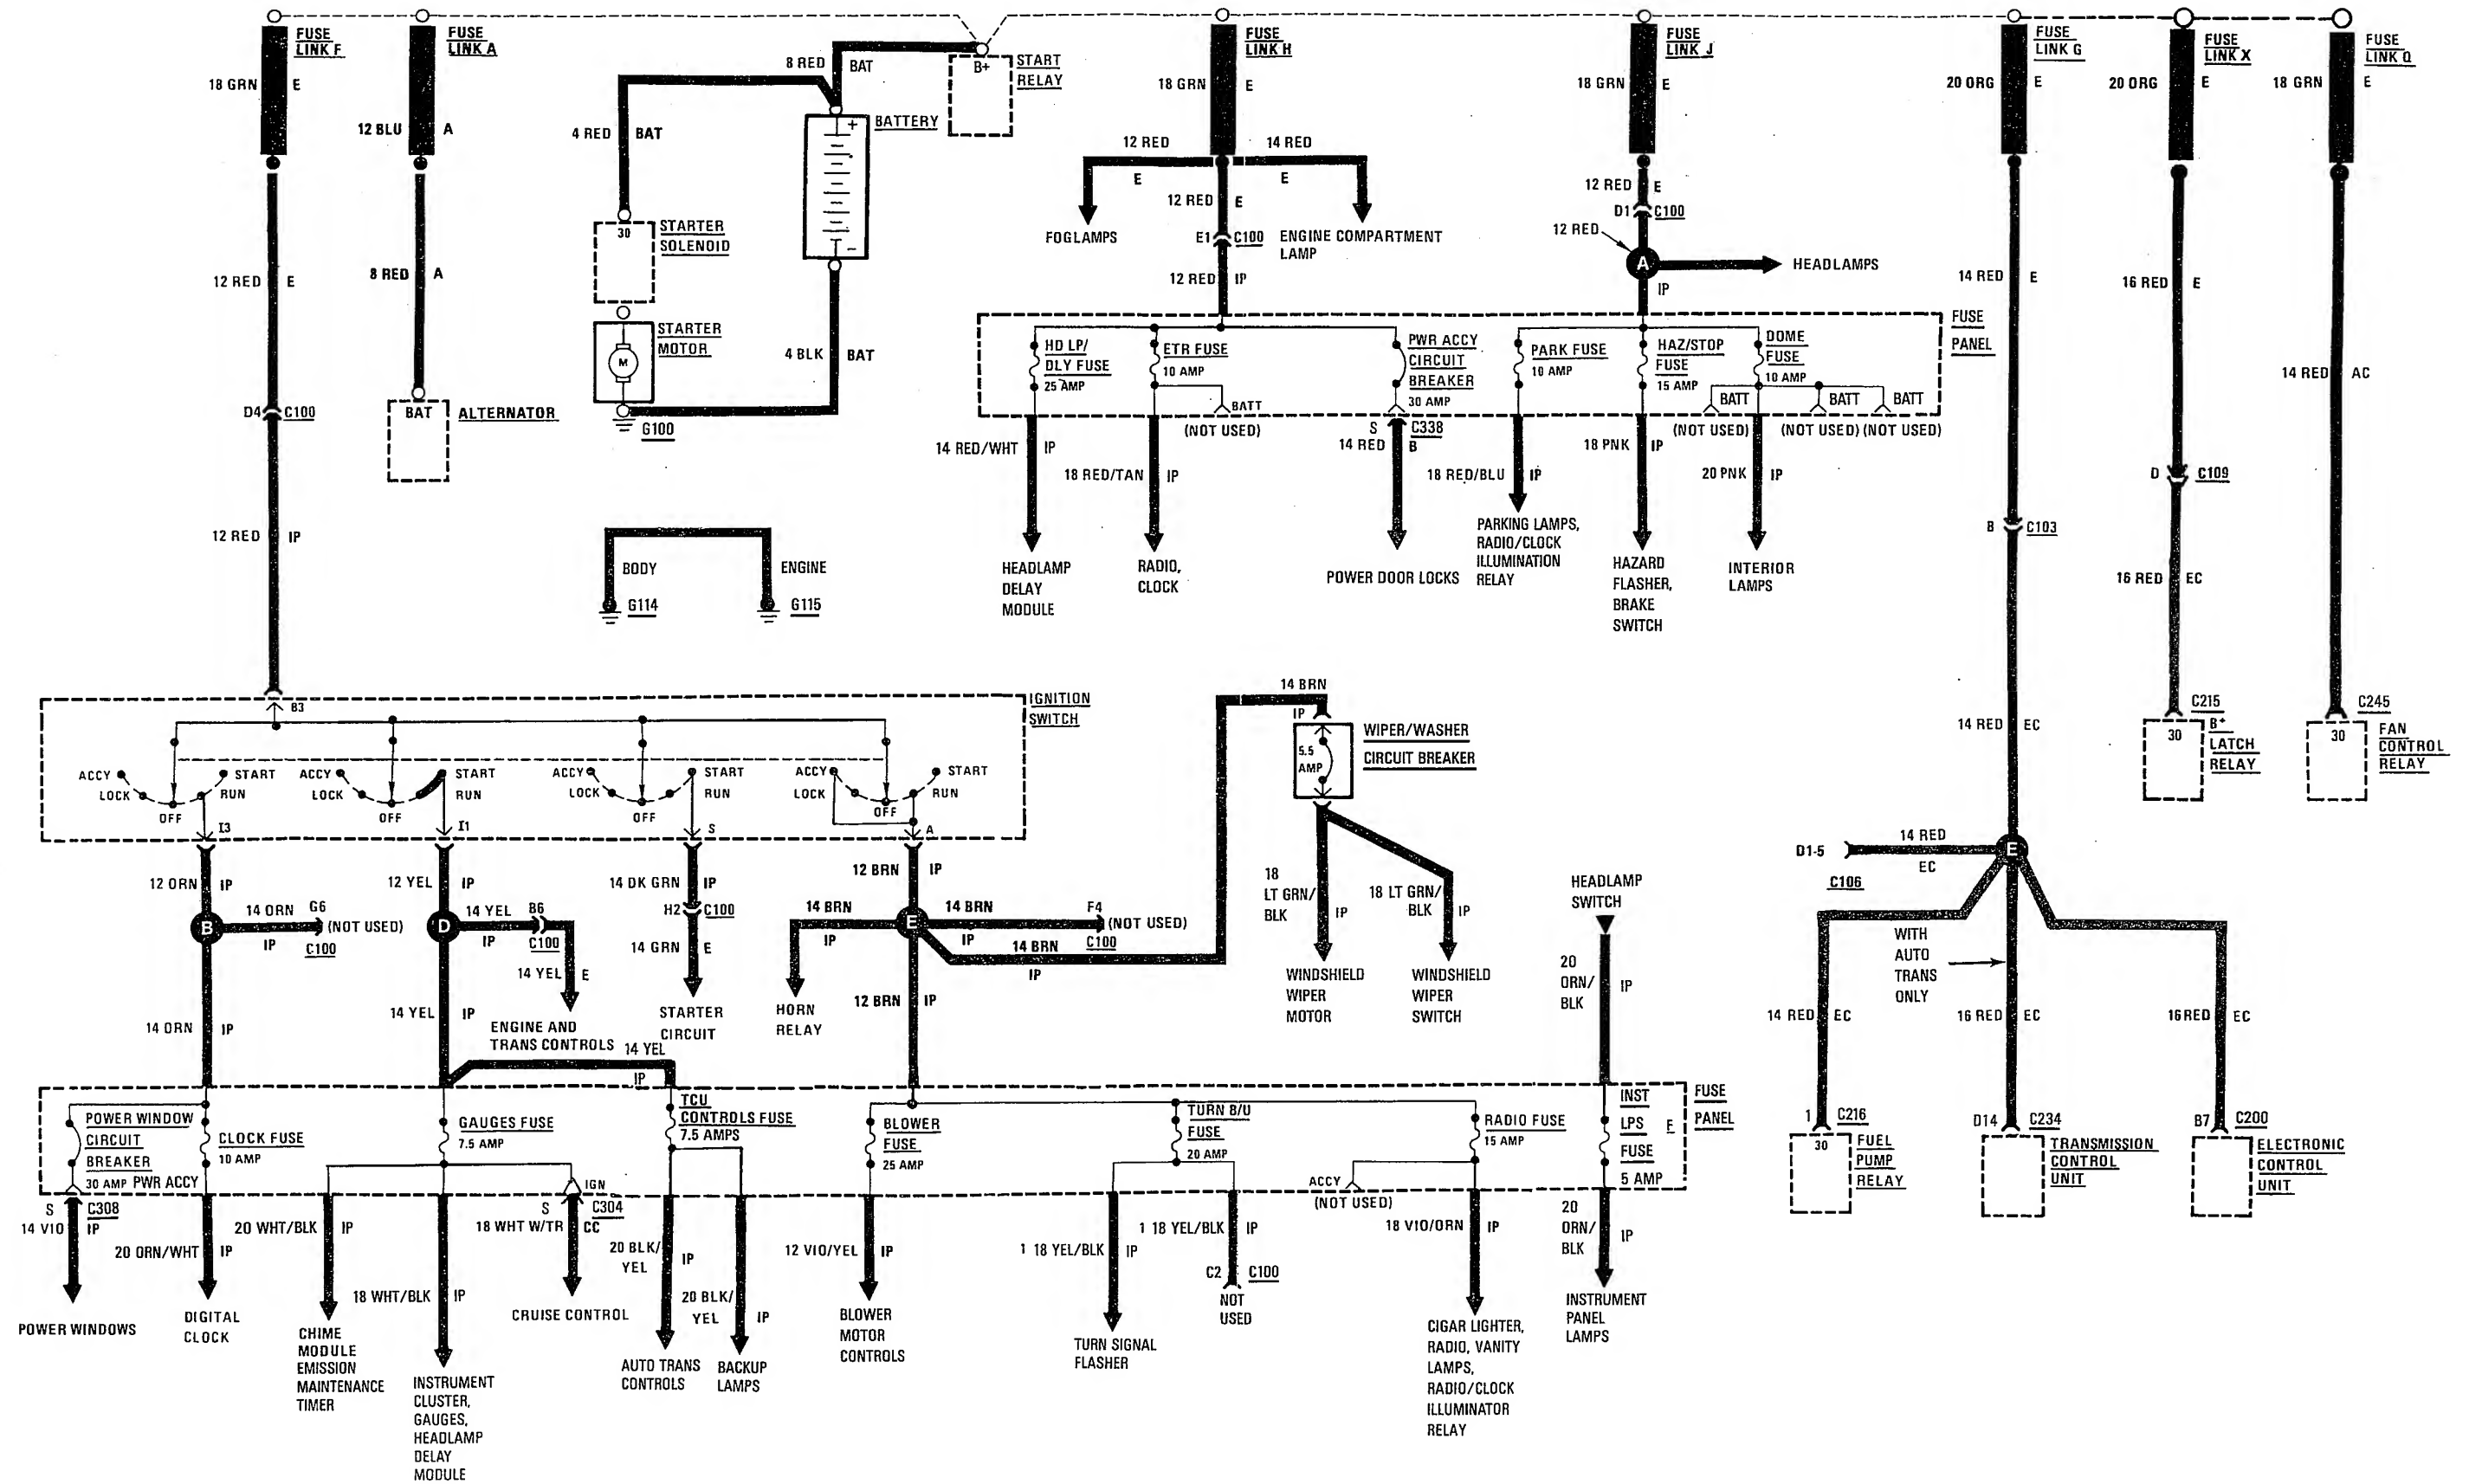 FUSE
LINK F
18 GRN E
FUSE
LINK A
12 BLU A
8 RED BAT
B+
START
RELAY
4 RED BAT
BATTERY
+
−
30
STARTER
SOLENOID
STARTER
MOTOR
M
4 BLK BAT
G100
FUSE
LINK H
18 GRN E
12 RED
E
14 RED
E
12 RED E
FOGLAMPS
E1 C100
ENGINE COMPARTMENT
LAMP
12 RED IP
FUSE
LINK J
18 GRN E
12 RED E
D1 C100
12 RED
A
HEADLAMPS
IP
FUSE
LINK G
20 ORG E
FUSE
LINK X
20 ORG E
FUSE
LINK Q
18 GRN E
12 RED E
8 RED A
D4 C100
BAT
ALTERNATOR
12 RED IP
BODY
G114
ENGINE
G115
FUSE
PANEL
HD LP/
DLY FUSE
25 AMP
ETR FUSE
10 AMP
BATT
(NOT USED)
PWR ACCY
CIRCUIT
BREAKER
30 AMP
PARK FUSE
10 AMP
HAZ/STOP
FUSE
15 AMP
DOME
FUSE
10 AMP
BATT
BATT
BATT
(NOT USED) (NOT USED) (NOT USED)
14 RED/WHT IP
18 RED/TAN IP
S C338
14 RED B
18 RED/BLU IP
18 PNK IP
20 PNK IP
HEADLAMP
DELAY
MODULE
RADIO,
CLOCK
POWER DOOR LOCKS
PARKING LAMPS,
RADIO/CLOCK
ILLUMINATION
RELAY
HAZARD
FLASHER,
BRAKE
SWITCH
INTERIOR
LAMPS
14 RED E
B C103
14 RED EC
16 RED E
D C109
16 RED EC
C215
30
B+
LATCH
RELAY
14 RED AC
C245
30
FAN
CONTROL
RELAY
B3
IGNITION
SWITCH
ACCY
LOCK
OFF
RUN
START
I3
ACCY
LOCK
OFF
RUN
START
I1
ACCY
LOCK
OFF
RUN
START
S
ACCY
LOCK
OFF
RUN
START
A
14 BRN
IP
5.5
AMP
WIPER/WASHER
CIRCUIT BREAKER
18
LT GRN/
BLK
IP
18 LT GRN/
BLK
IP
WINDSHIELD
WIPER
MOTOR
WINDSHIELD
WIPER
SWITCH
12 ORN IP
B
14 ORN
IP
G6
(NOT USED)
C100
14 ORN IP
12 YEL IP
D
14 YEL
IP
B6
C100
14 YEL E
ENGINE AND
TRANS CONTROLS
14 YEL IP
14 YEL
IP
14 DK GRN IP
H2 C100
14 GRN E
STARTER
CIRCUIT
12 BRN IP
E
14 BRN
IP
HORN
RELAY
14 BRN
IP
F4
(NOT USED)
C100
14 BRN
IP
12 BRN IP
HEADLAMP
SWITCH
20
ORN/
BLK
IP
D1-5
14 RED
EC
C106
E
WITH
AUTO
TRANS
ONLY
14 RED EC
16 RED EC
16RED EC
1 C216
30
FUEL
PUMP
RELAY
D14 C234
TRANSMISSION
CONTROL
UNIT
B7 C200
ELECTRONIC
CONTROL
UNIT
POWER WINDOW
CIRCUIT
BREAKER
30 AMP PWR ACCY
CLOCK FUSE
10 AMP
GAUGES FUSE
7.5 AMP
IGN
TCU
CONTROLS FUSE
7.5 AMPS
BLOWER
FUSE
25 AMP
TURN B/U
FUSE
20 AMP
RADIO FUSE
15 AMP
ACCY
(NOT USED)
INST
LPS F
FUSE
5 AMP
FUSE
PANEL
S C308
14 VIO IP
POWER WINDOWS
20 ORN/WHT IP
DIGITAL
CLOCK
20 WHT/BLK IP
CHIME
MODULE
EMISSION
MAINTENANCE
TIMER
18 WHT/BLK IP
INSTRUMENT
CLUSTER,
GAUGES,
HEADLAMP
DELAY
MODULE
S C304
18 WHT W/TR CC
CRUISE CONTROL
20 BLK/
YEL
IP
AUTO TRANS
CONTROLS
20 BLK/
YEL
IP
BACKUP
LAMPS
12 VIO/YEL IP
BLOWER
MOTOR
CONTROLS
1 18 YEL/BLK IP
TURN SIGNAL
FLASHER
1 18 YEL/BLK IP
C2 C100
NOT
USED
18 VIO/ORN IP
CIGAR LIGHTER,
RADIO, VANITY
LAMPS,
RADIO/CLOCK
ILLUMINATOR
RELAY
20
ORN/
BLK
IP
INSTRUMENT
PANEL
LAMPS